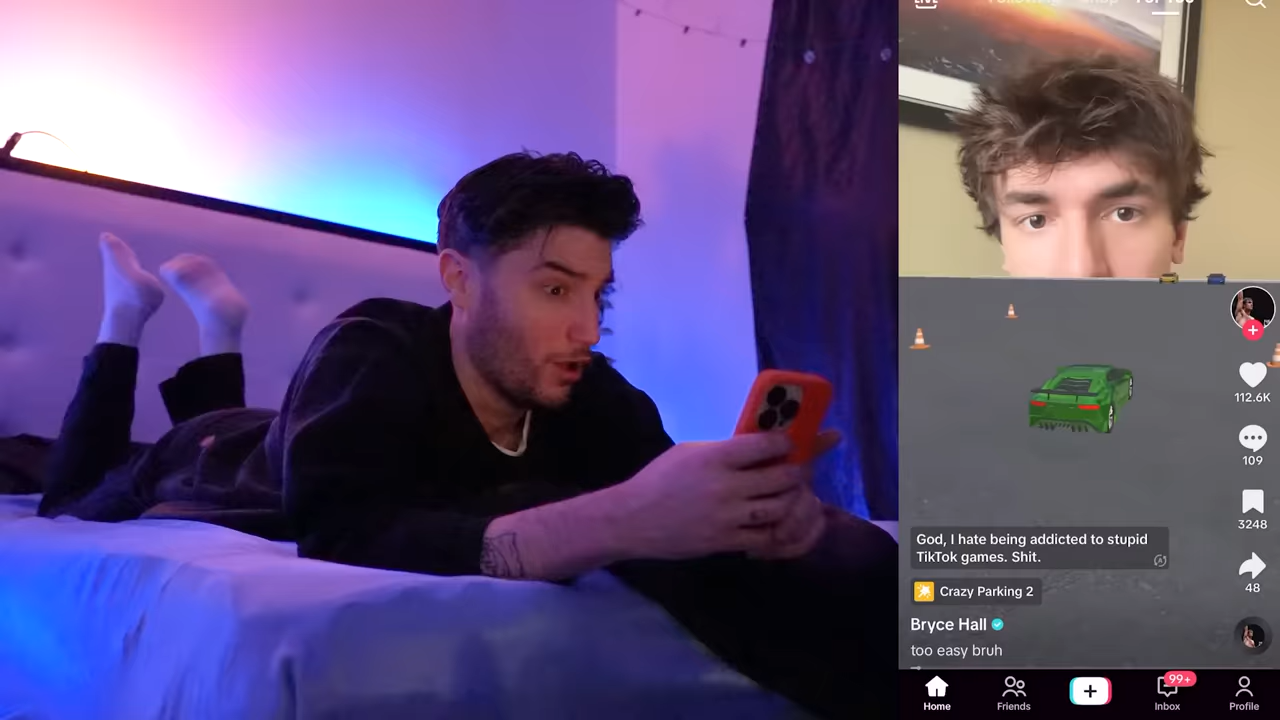 LIVE
112.6K
109
3248
48
God, I hate being addicted to stupid
TikTok games. Shit.
Crazy Parking 2
Bryce Hall
too easy bruh
99+
Home
Friends
Inbox
Profile